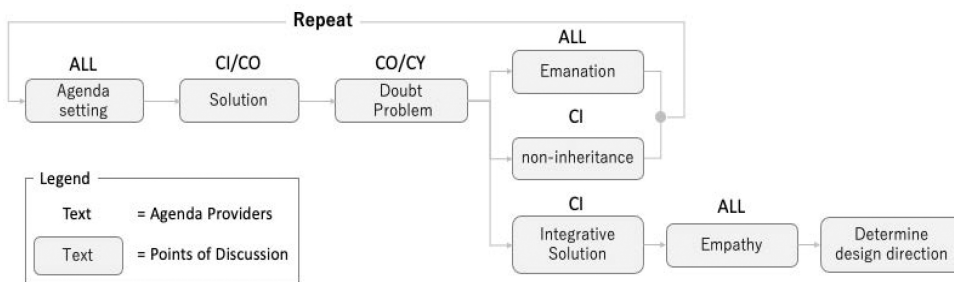 Repeat
ALL
Agenda
setting
CI/CO
Solution
CO/CY
Doubt
Problem
ALL
Emanation
CI
non-inheritance
CI
Integrative
Solution
ALL
Empathy
Determine
design direction
Legend
Text = Agenda Providers
Text = Points of Discussion